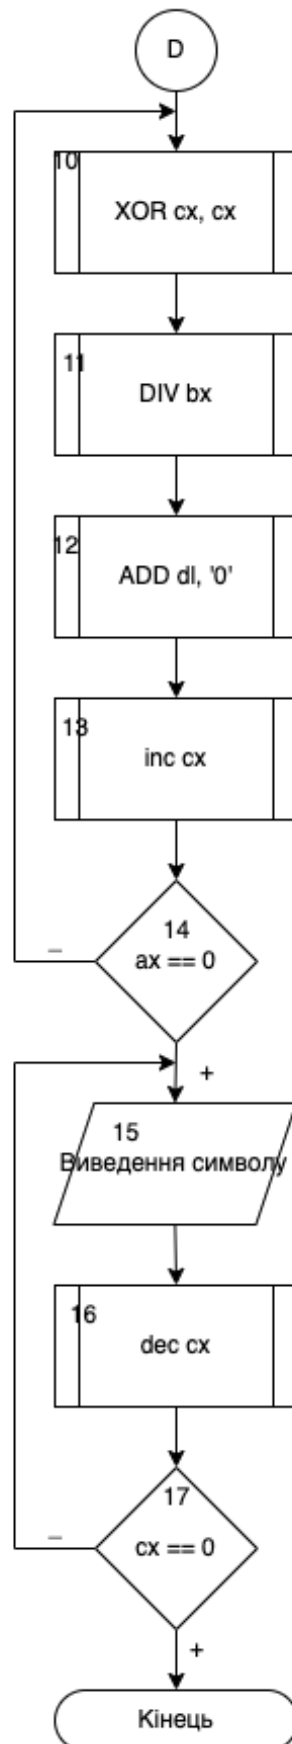 D
10
XOR cx, cx
11
DIV bx
12
ADD dl, '0'
13
inc cx
14
ax == 0
–
+
15
Виведення символу
16
dec cx
17
cx == 0
–
+
Кінець